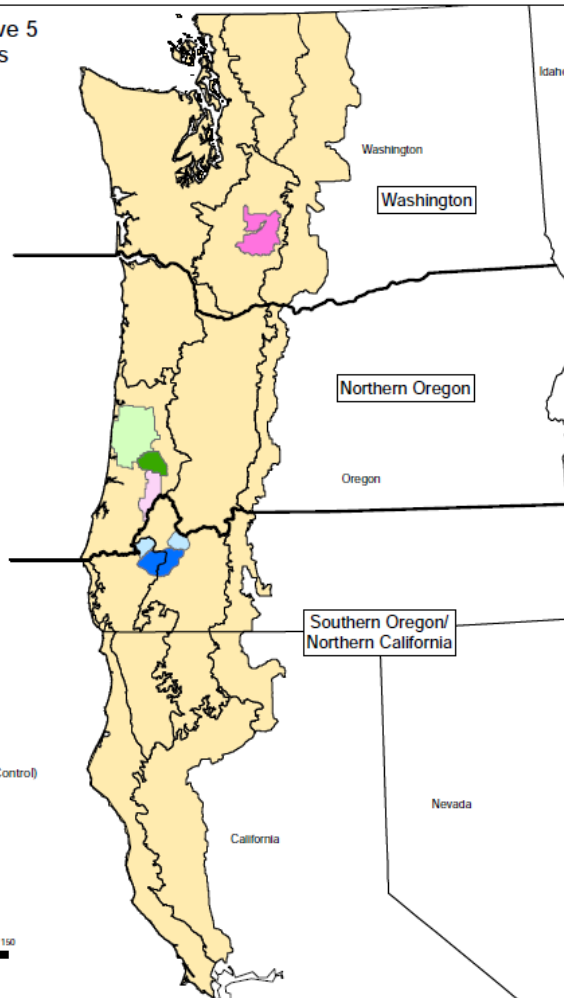 ve 5
s
Idaho
Washington
Washington
Northern Oregon
Oregon
Southern Oregon/
Northern California
Control)
Nevada
California
150